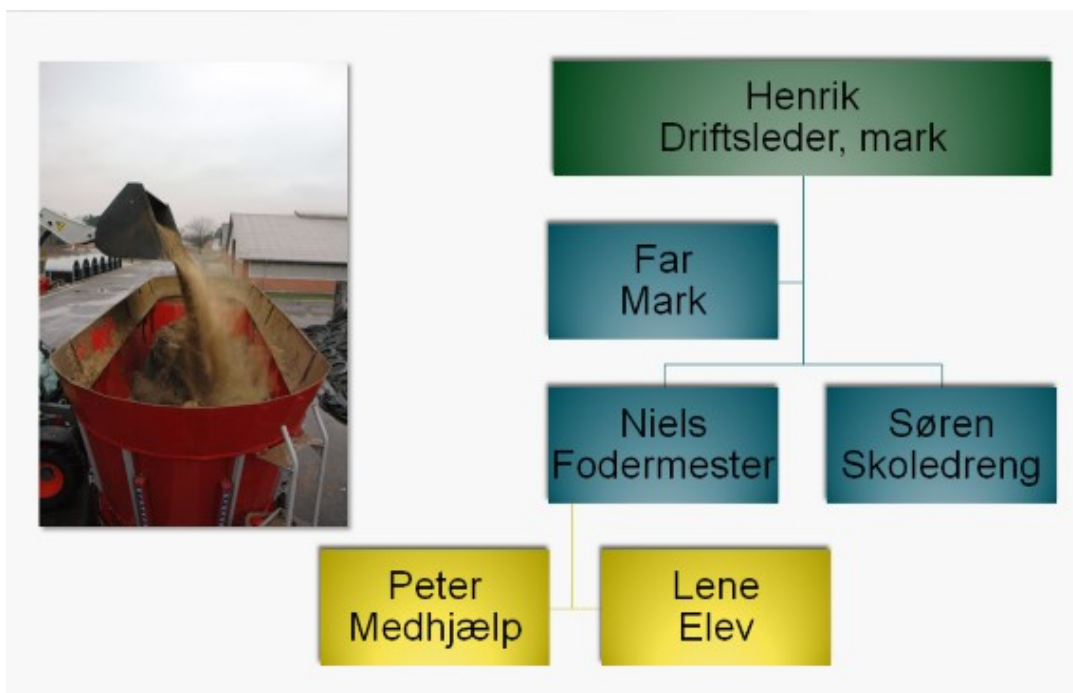 Henrik
Driftsleder, mark
Far
Mark
Niels
Fodermester
Søren
Skoledreng
Peter
Medhjælp
Lene
Elev